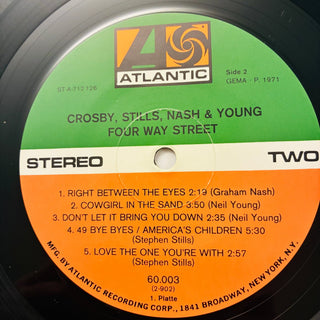 ATLANTIC
ST-A-712 126
Side 2
GEMA - P. 1971
CROSBY, STILLS, NASH & YOUNG
FOUR WAY STREET
STEREO
TWO
1. RIGHT BETWEEN THE EYES 2:19 (Graham Nash)
2. COWGIRL IN THE SAND 3:50 (Neil Young)
3. DON'T LET IT BRING YOU DOWN 2:35 (Neil Young)
4. 49 BYE BYES / AMERICA'S CHILDREN 5:30
(Stephen Stills)
5. LOVE THE ONE YOU'RE WITH 2:57
(Stephen Stills)
60.003
(2-902)
1. Platte
MFG. BY ATLANTIC RECORDING CORP., 1841 BROADWAY, NEW YORK, N.Y.